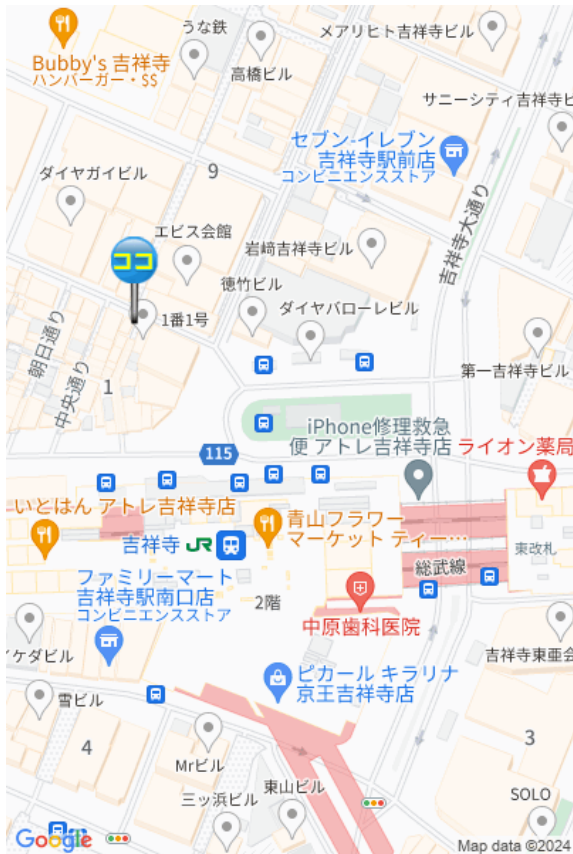 うな鉄
メアリヒト吉祥寺ビル
Bubby's 吉祥寺
ハンバーガー・$$
高橋ビル
サニーシティ吉祥寺ビ
セブン-イレブン
吉祥寺駅前店
コンビニエンスストア
9
ダイヤガイビル
吉祥寺大通り
エビス会館
岩﨑吉祥寺ビル
ココ
徳竹ビル
1番1号
ダイヤバローレビル
朝日通り
中央通り
1
第一吉祥寺ビル
iPhone修理救急
便 アトレ吉祥寺店
ライオン薬局
115
いとはん アトレ吉祥寺店
青山フラワー
マーケット ティー…
吉祥寺 JR
東改札
総武線
ファミリーマート
吉祥寺駅南口店
コンビニエンスストア
2階
中原歯科医院
イケダビル
吉祥寺東亜会
ピカール キラリナ
京王吉祥寺店
雪ビル
4
3
Mrビル
東山ビル
三ッ浜ビル
SOLO
Google
Map data ©2024